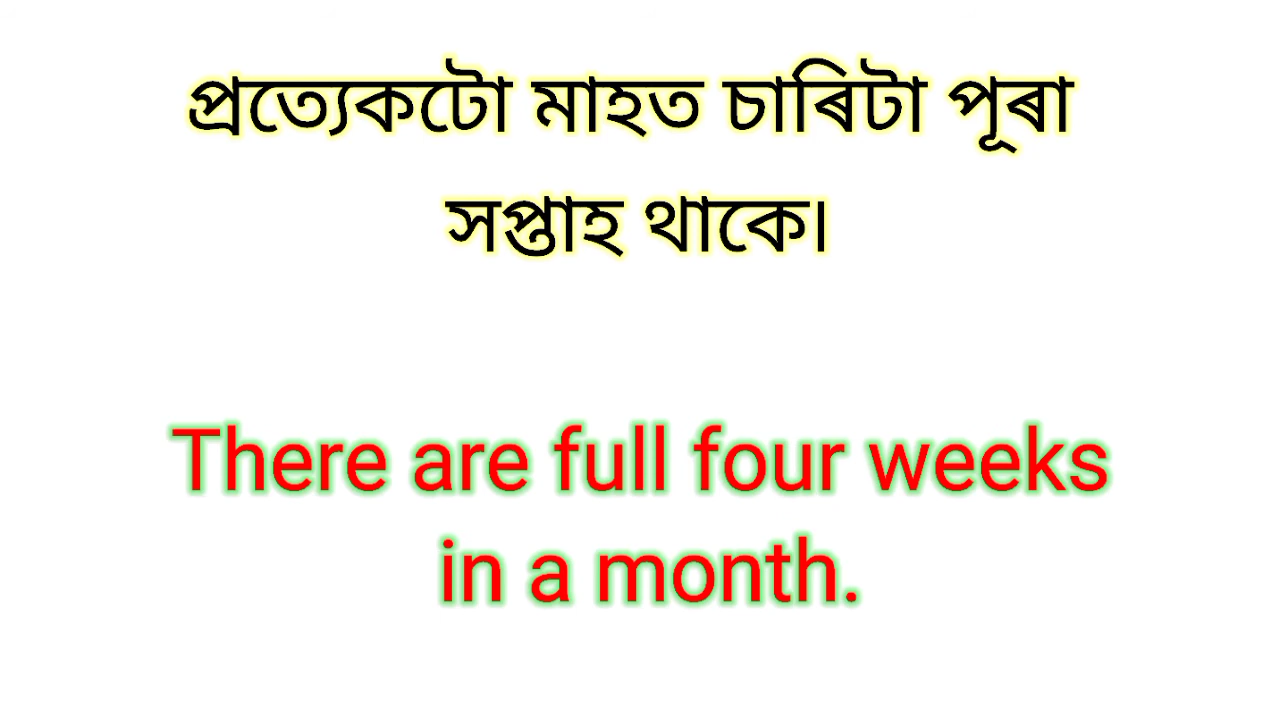 প্ৰত্যেকটো মাহত চাৰিটা পূৰা
সপ্তাহ থাকে।
There are full four weeks
in a month.